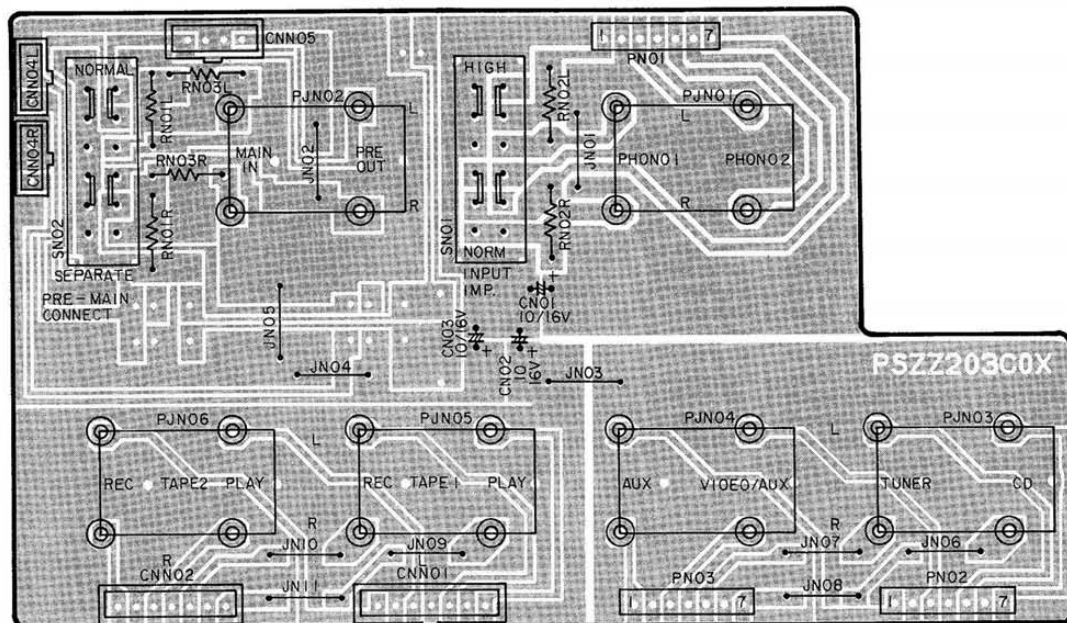 CNN05
1
7
PN01
CNN04L
NORMAL
HIGH
RN03L
PJN02
PJN01
RN01L
L
RN02L
L
CNN04R
JN02
JN01
RN03R
MAIN IN
PRE OUT
PHONO1
PHONO2
RN01R
R
RN02R
R
SN02
SN01
NORM
SEPARATE
INPUT IMP.
PRE-MAIN CONNECT
+
CN01
10/16V
JN05
CN03
10/16V
+
CN02
10
16V
+
JN04
JN03
PSZZ203C0X
PJN06
PJN05
PJN04
PJN03
L
L
REC
TAPE2
PLAY
REC
TAPE1
PLAY
AUX
VIDEO/AUX
TUNER
CD
R
R
JN10
JN09
JN07
JN06
R
L
CNN02
JN11
CNN01
PN03
JN08
PN02
1
7
1
7